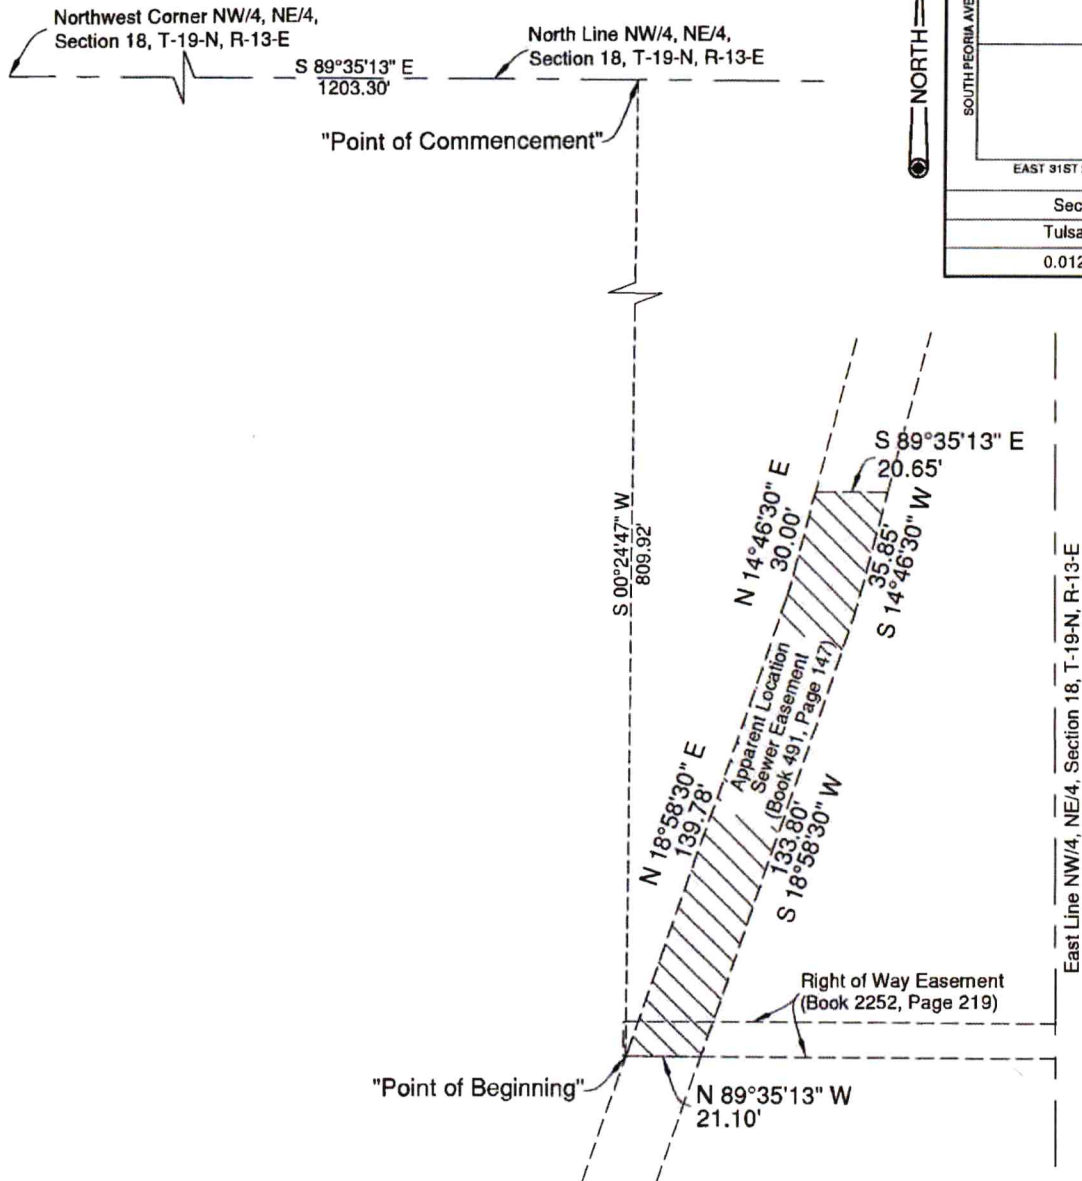 Northwest Corner NW/4, NE/4,
Section 18, T-19-N, R-13-E
S 89°35'13" E
1203.30'
North Line NW/4, NE/4,
Section 18, T-19-N, R-13-E
"Point of Commencement"
NORTH
SOUTH PEORIA AVE
EAST 31ST
Sec
Tulsa
0.012
S 00°24'47" W
809.92'
S 89°35'13" E
20.65'
N 14°46'30" E
30.00'
35.85'
S 14°46'30" W
Apparent Location
Sewer Easement
(Book 491, Page 147)
N 18°58'30" E
139.78'
133.80'
S 18°58'30" W
East Line NW/4, NE/4, Section 18, T-19-N, R-13-E
Right of Way Easement
(Book 2252, Page 219)
"Point of Beginning"
N 89°35'13" W
21.10'